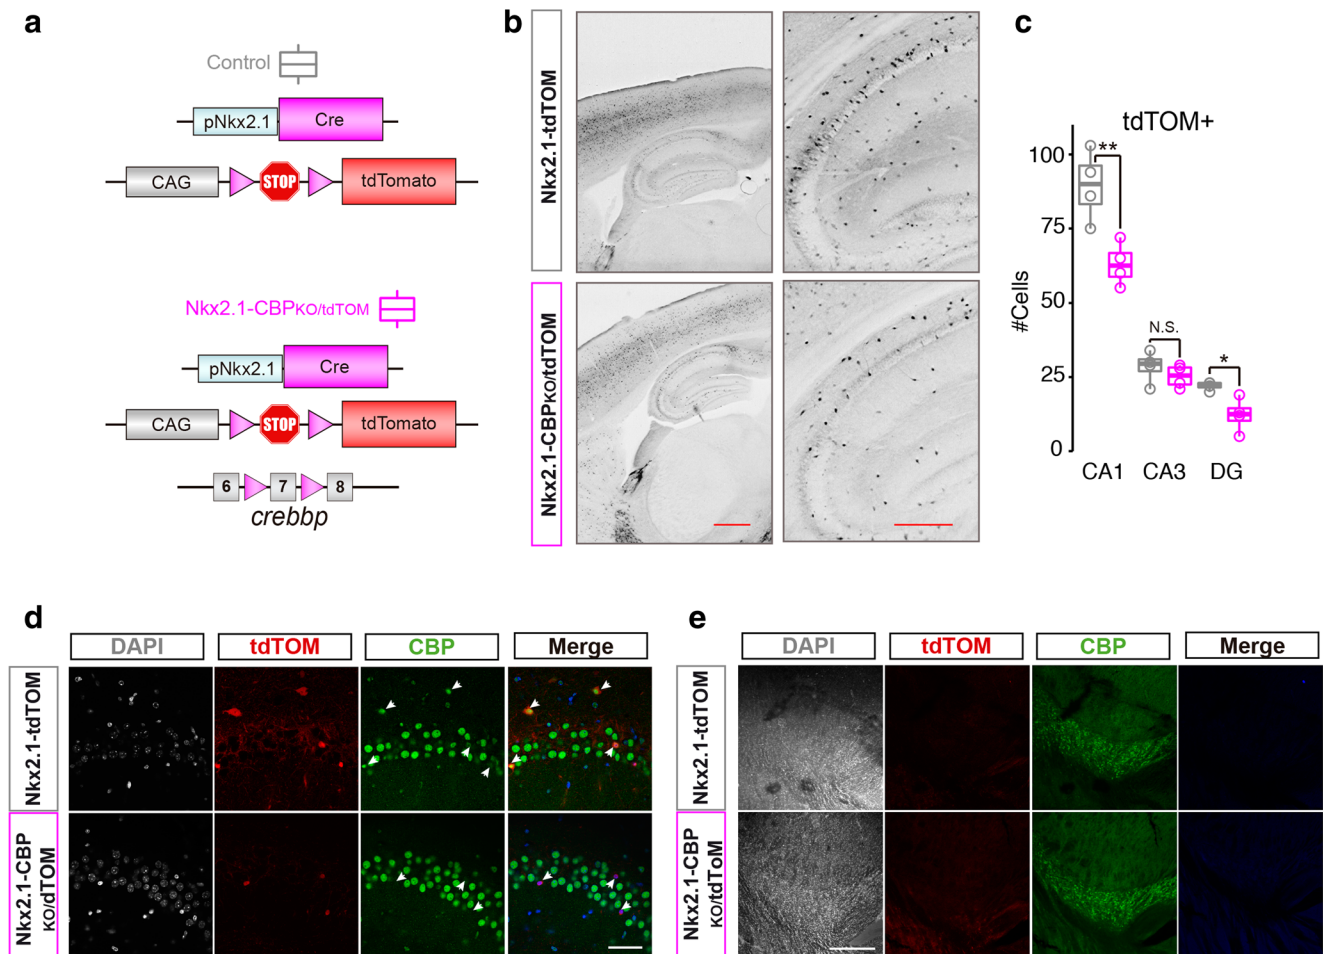 a
Control
pNkx2.1
Cre
CAG
STOP
tdTomato
Nkx2.1-CBPKO/tdTOM
pNkx2.1
Cre
CAG
STOP
tdTomato
6
7
8
crebbp
b
Nkx2.1-tdTOM
Nkx2.1-CBPKO/tdTOM
c
tdTOM+
#Cells
100
75
50
25
0
**
N.S.
*
CA1
CA3
DG
d
DAPI
tdTOM
CBP
Merge
Nkx2.1-tdTOM
Nkx2.1-CBP
KO/dTOM
e
DAPI
tdTOM
CBP
Merge
Nkx2.1-tdTOM
Nkx2.1-CBP
KO/tdToM